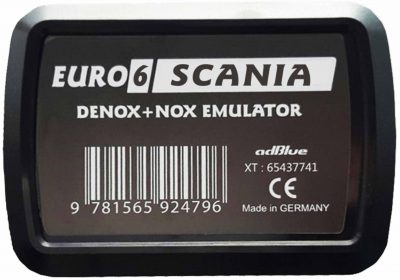 EURO6 SCANIA
DENOX+NOX EMULATOR
adBlue
XT : 65437741
CE
9 781565 924796
Made in GERMANY